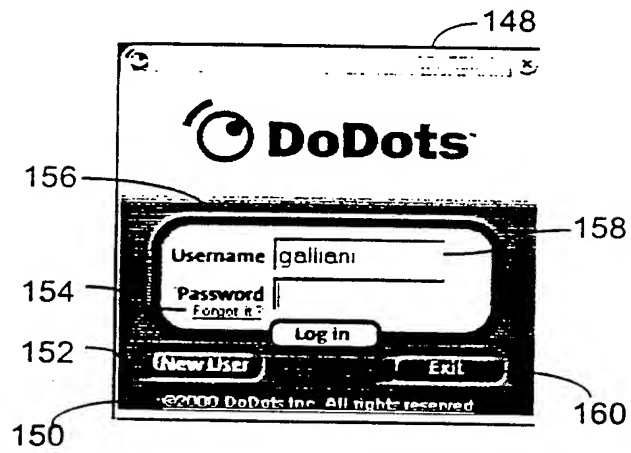 148
DoDots
156
158
Username galliani
154
Password
Forgot it?
Log in
152
New User Exit
©2000 DoDots Inc. All rights reserved
150
160